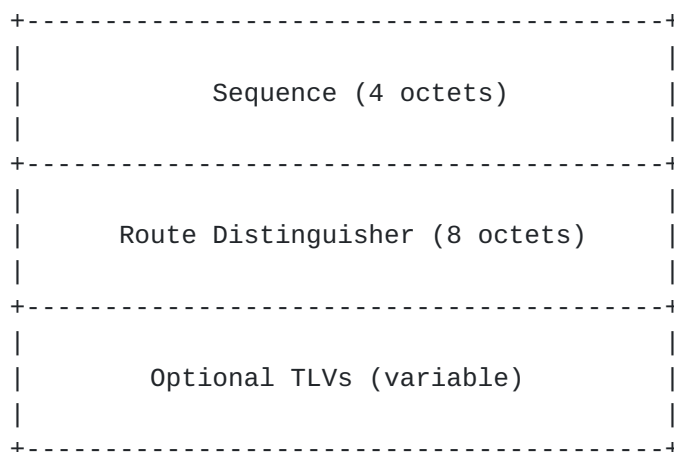 Sequence (4 octets)
Route Distinguisher (8 octets)
Optional TLVs (variable)